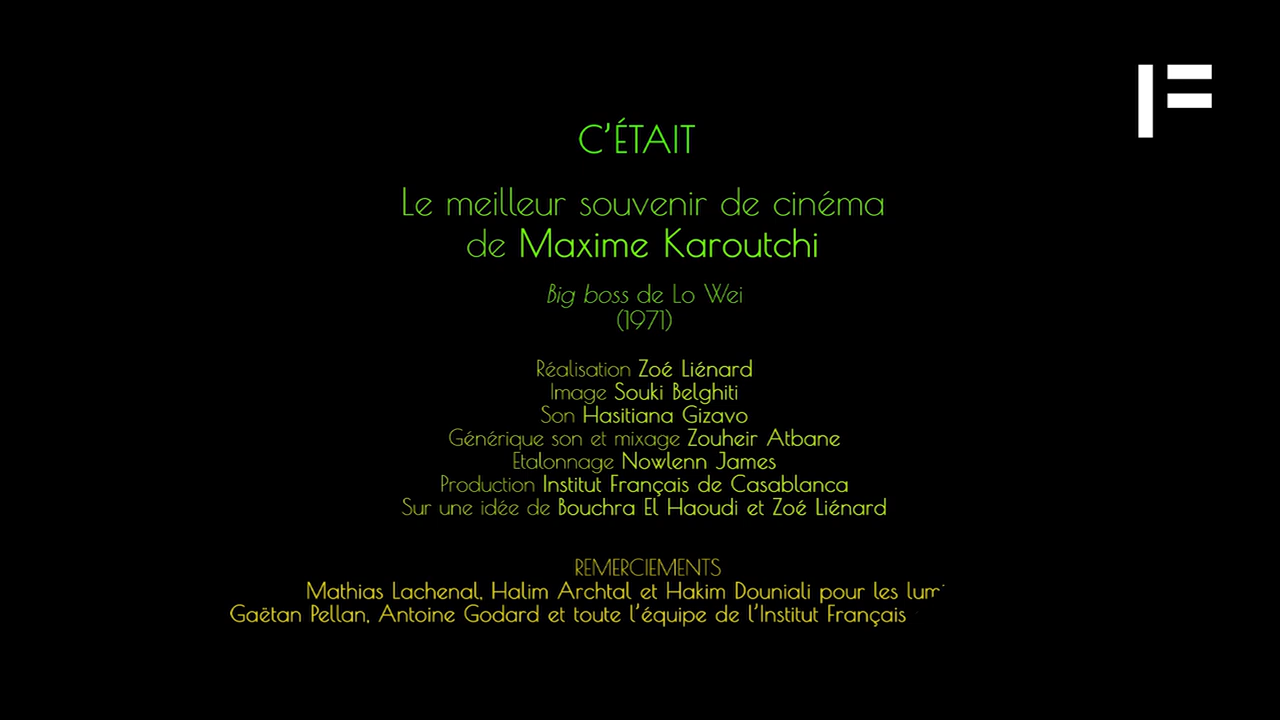 C'ÉTAIT
Le meilleur souvenir de cinéma
de Maxime Karoutchi
Big boss de Lo Wei
(1971)
Réalisation Zoé Liénard
Image Souki Belghiti
Son Hasitiana Gizavo
Générique son et mixage Zouheir Atbane
Etalonnage Nowlenn James
Production Institut Français de Casablanca
Sur une idée de Bouchra El Haoudi et Zoé Liénard
REMERCIEMENTS
Mathias Lachenal, Halim Archtal et Hakim Douniali pour les
Gaëtan Pellan, Antoine Godard et toute l'équipe de l'Institut Français